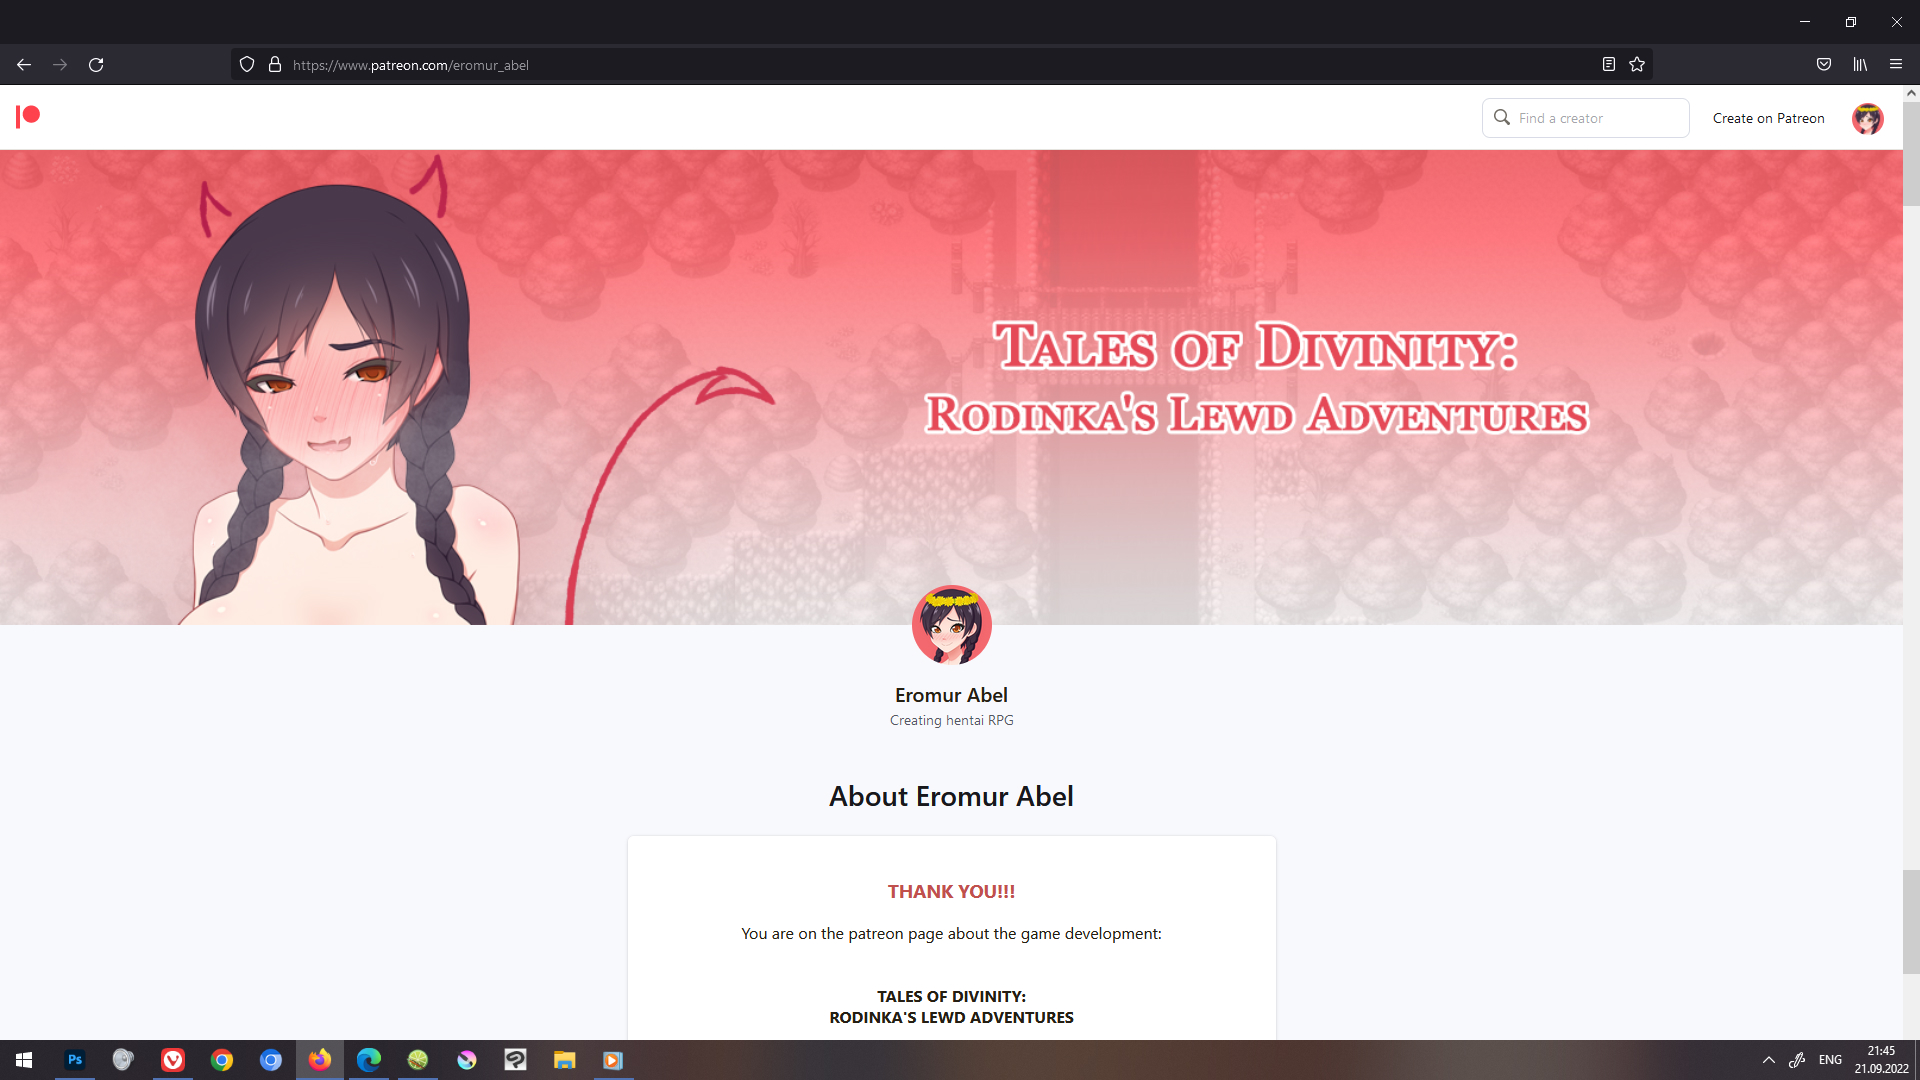 https://www.patreon.com/eromur_abel
Find a creator
Create on Patreon
TALES OF DIVINITY:
RODINKA'S LEWD ADVENTURES
Eromur Abel
Creating hentai RPG
About Eromur Abel
THANK YOU!!!
You are on the patreon page about the game development:
TALES OF DIVINITY:
RODINKA'S LEWD ADVENTURES
Ps
ENG
21:45
21.09.2022